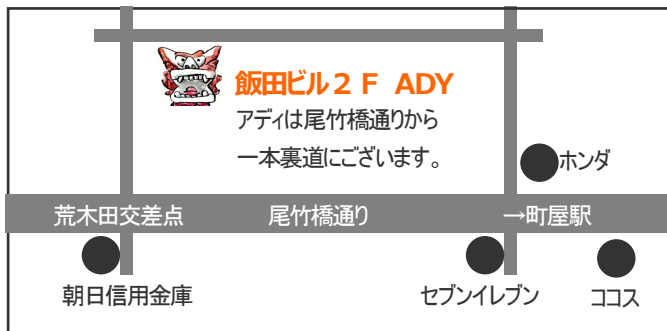 飯田ビル２Ｆ ADY
アディは尾竹橋通りから
一本裏道にございます。
ホンダ
荒木田交差点 尾竹橋通り →町屋駅
朝日信用金庫 セブンイレブン ココス